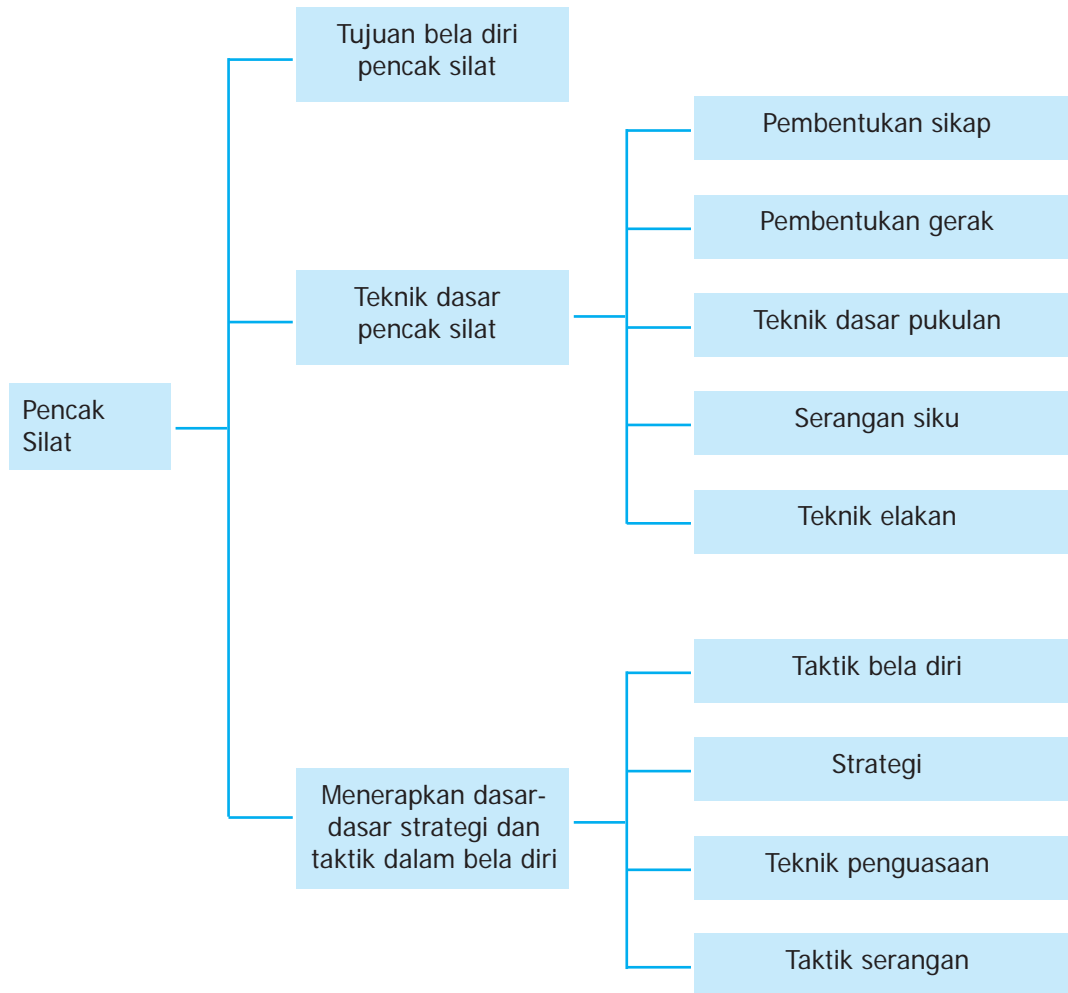 Pencak
Silat
Tujuan bela diri
pencak silat
Teknik dasar
pencak silat
Pembentukan sikap
Pembentukan gerak
Teknik dasar pukulan
Serangan siku
Teknik elakan
Menerapkan dasar-
dasar strategi dan
taktik dalam bela diri
Taktik bela diri
Strategi
Teknik penguasaan
Taktik serangan